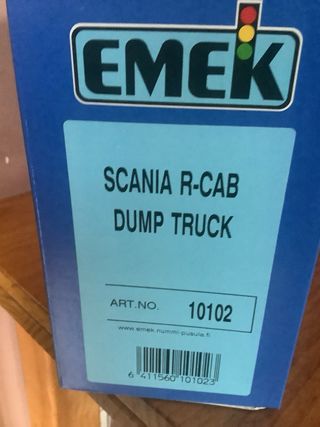 EMEK
SCANIA R-CAB
DUMP TRUCK
ART.NO. 10102
www.emek.nummi-pusula.fi
6 411560 101023